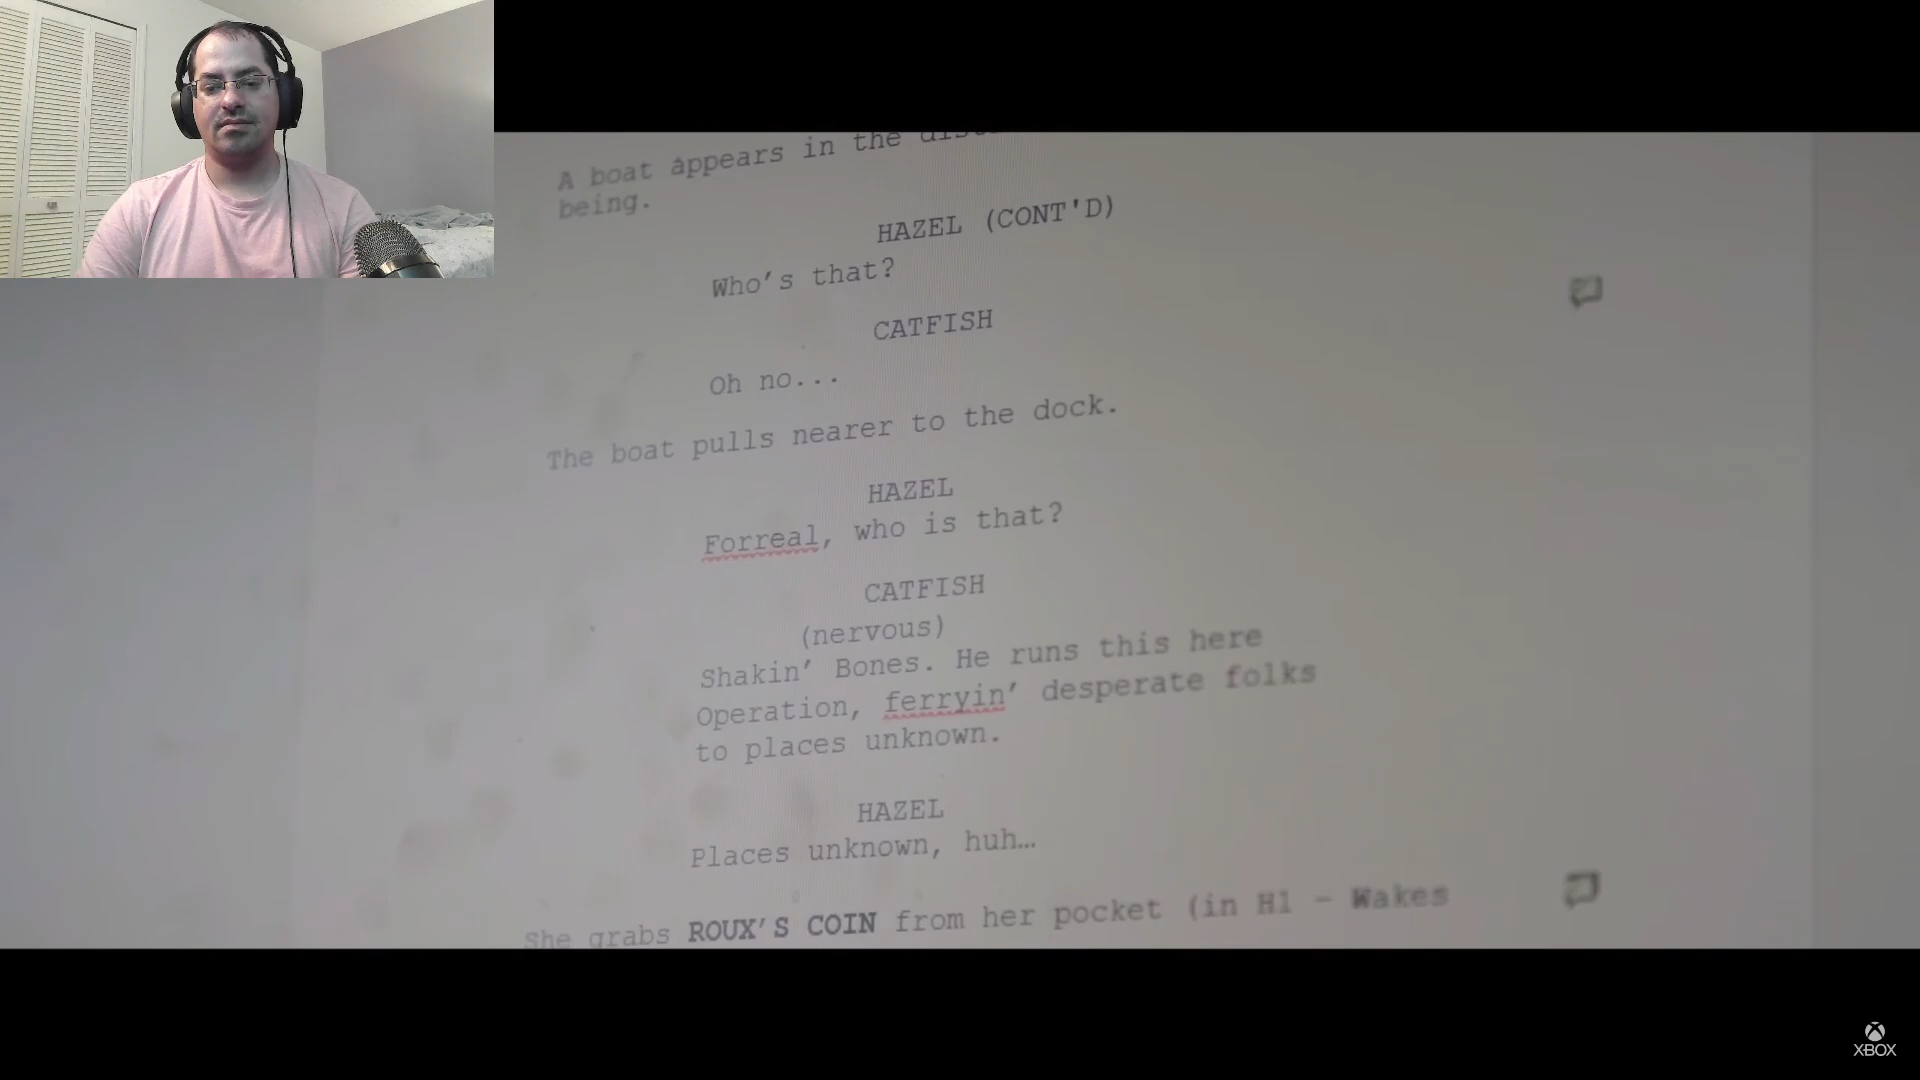 A boat appears in the
being.
HAZEL (CONT'D)
Who's that?
CATFISH
Oh no...
The boat pulls nearer to the dock.
HAZEL
Forreal, who is that?
CATFISH
(nervous)
Shakin' Bones. He runs this here
Operation, ferryin' desperate folks
to places unknown.
HAZEL
Places unknown, huh…
She grabs ROUX'S COIN from her pocket (in H1 – Wakes
XBOX